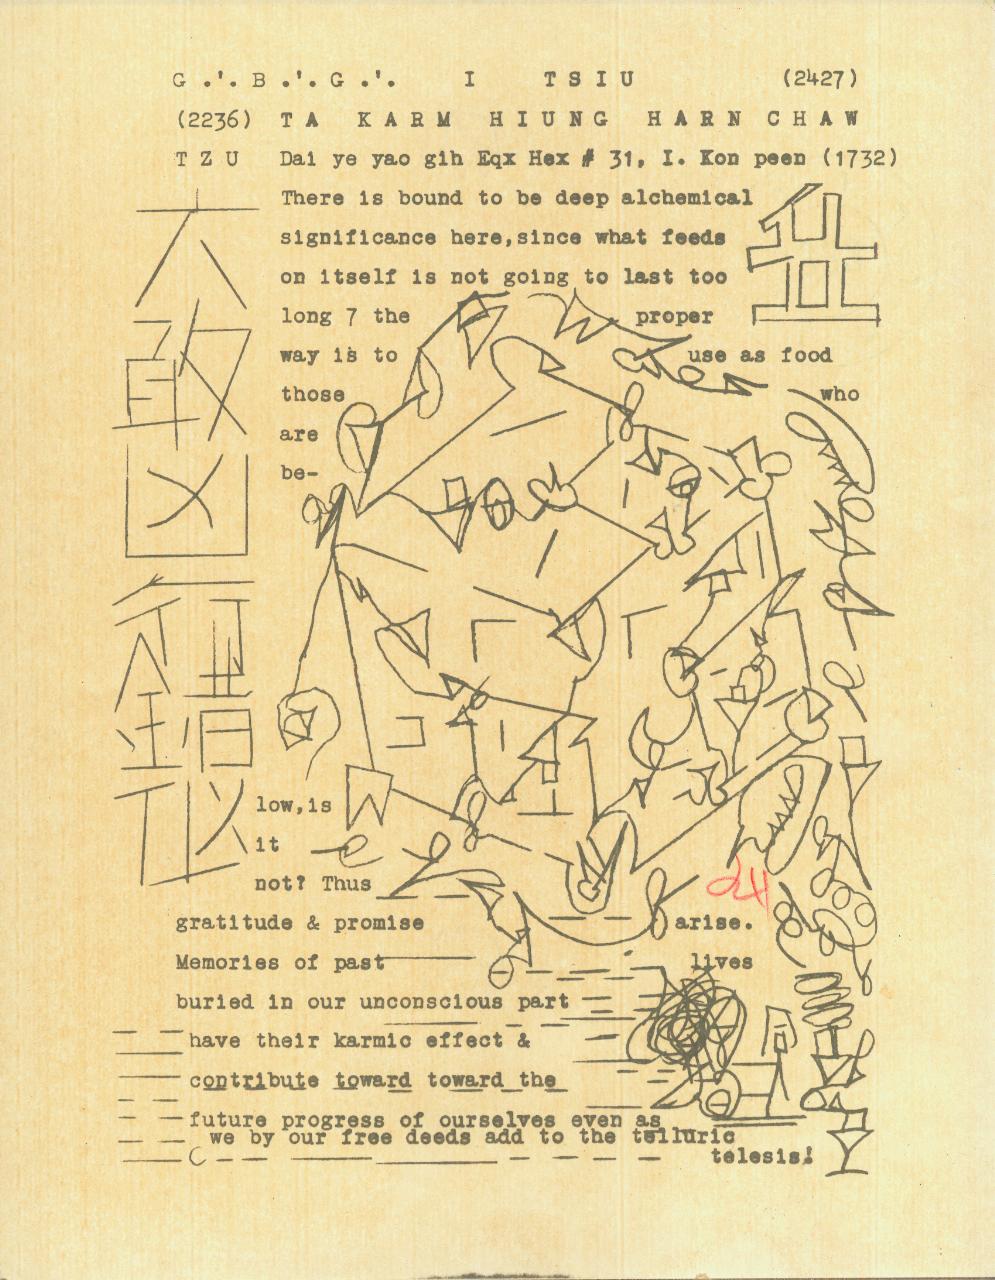 G .'. B .'. G .'. I TSIU (2427)
(2236) TA KARM HIUNG HARN CHAW
TZU Dai ye yao gih Eqx Hex # 31, I. Kon peen (1732)
There is bound to be deep alchemical
significance here,since what feeds
on itself is not going to last too
long 7 the proper
way is to use as food
those who
are
be-
low,is
it
not? Thus
24
gratitude & promise arise.
Memories of past lives
buried in our unconscious part
have their karmic effect &
contribute toward toward the
future progress of ourselves even as
we by our free deeds add to the telluric
telesis!